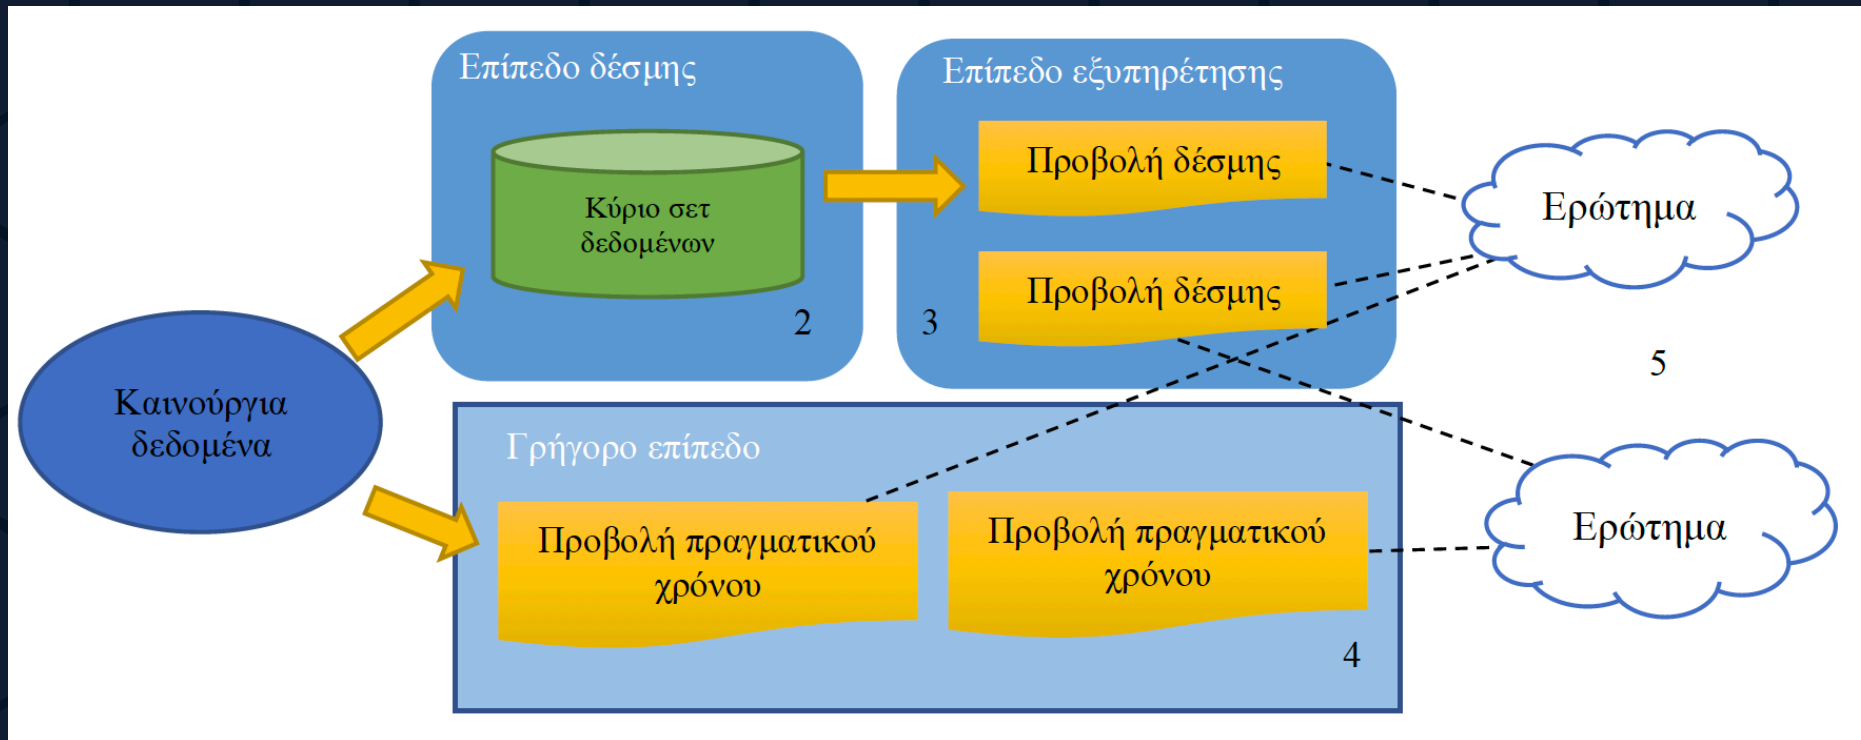 Επίπεδο δέσμης
Κύριο σετ
δεδομένων
2
Επίπεδο εξυπηρέτησης
Προβολή δέσμης
Προβολή δέσμης
3
Ερώτημα
5
Καινούργια
δεδομένα
Γρήγορο επίπεδο
Προβολή πραγματικού
χρόνου
Προβολή πραγματικού
χρόνου
4
Ερώτημα